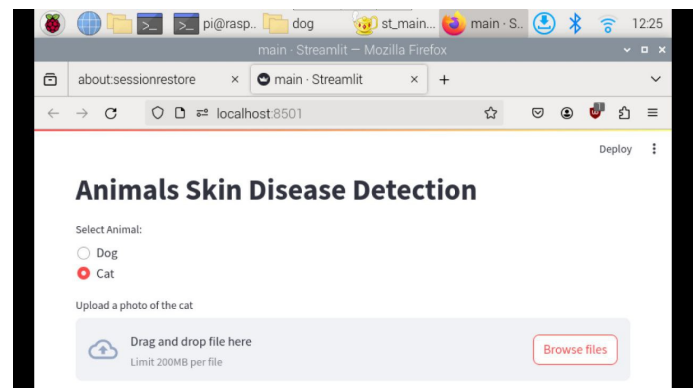 pi@rasp.. dog st_main... main · S.. 12:25
main · Streamlit — Mozilla Firefox
about:sessionrestore main · Streamlit
localhost:8501
Deploy
Animals Skin Disease Detection
Select Animal:
Dog
Cat
Upload a photo of the cat
Drag and drop file here
Limit 200MB per file
Browse files